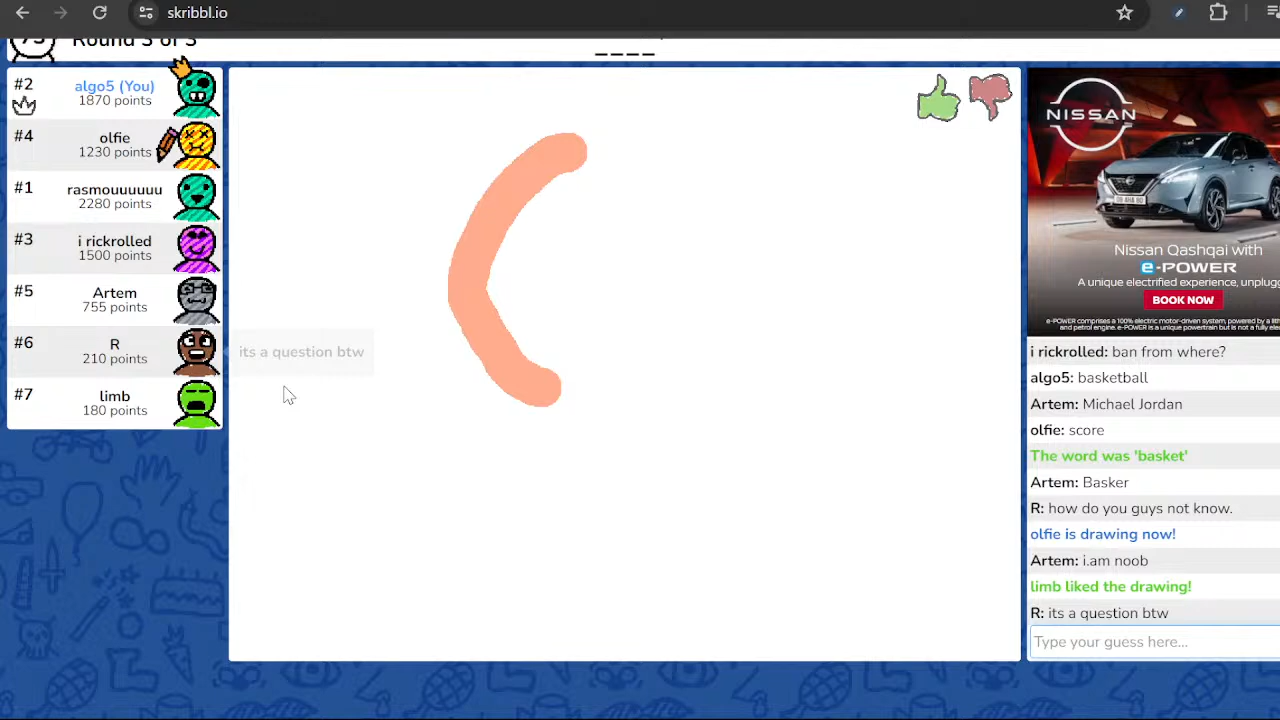 skribbl.io
Round 3 of 3
____
#2
algo5 (You)
1870 points
#4
olfie
1230 points
#1
rasmouuuuuu
2280 points
#3
i rickrolled
1500 points
#5
Artem
755 points
#6
R
210 points
#7
limb
180 points
its a question btw
NISSAN
Nissan Qashqai with
e-POWER
A unique electrified experience, unplugg
BOOK NOW
i rickrolled: ban from where?
algo5: basketball
Artem: Michael Jordan
olfie: score
The word was 'basket'
Artem: Basker
R: how do you guys not know.
olfie is drawing now!
Artem: i.am noob
limb liked the drawing!
R: its a question btw
Type your guess here...